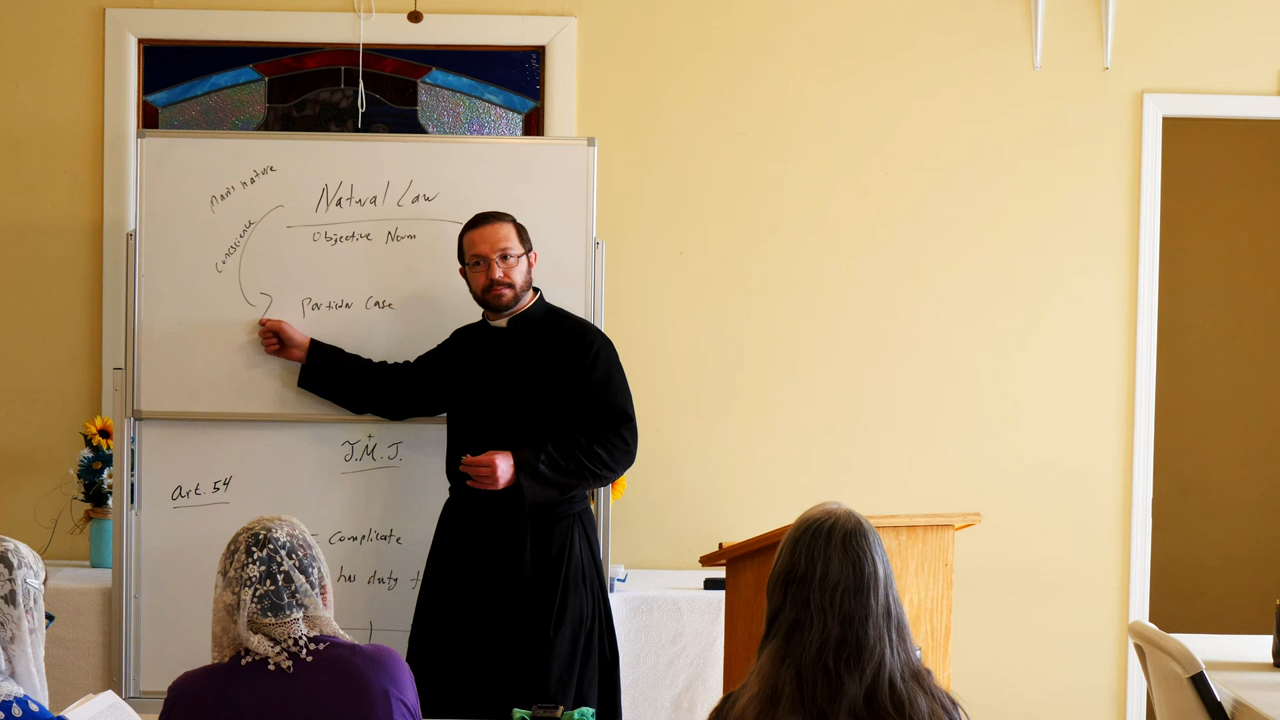 Man's nature
Natural Law
Conscience
Objective Norm
Particular Case
J.M.J.
Art. 54
- Complicate
has duty t